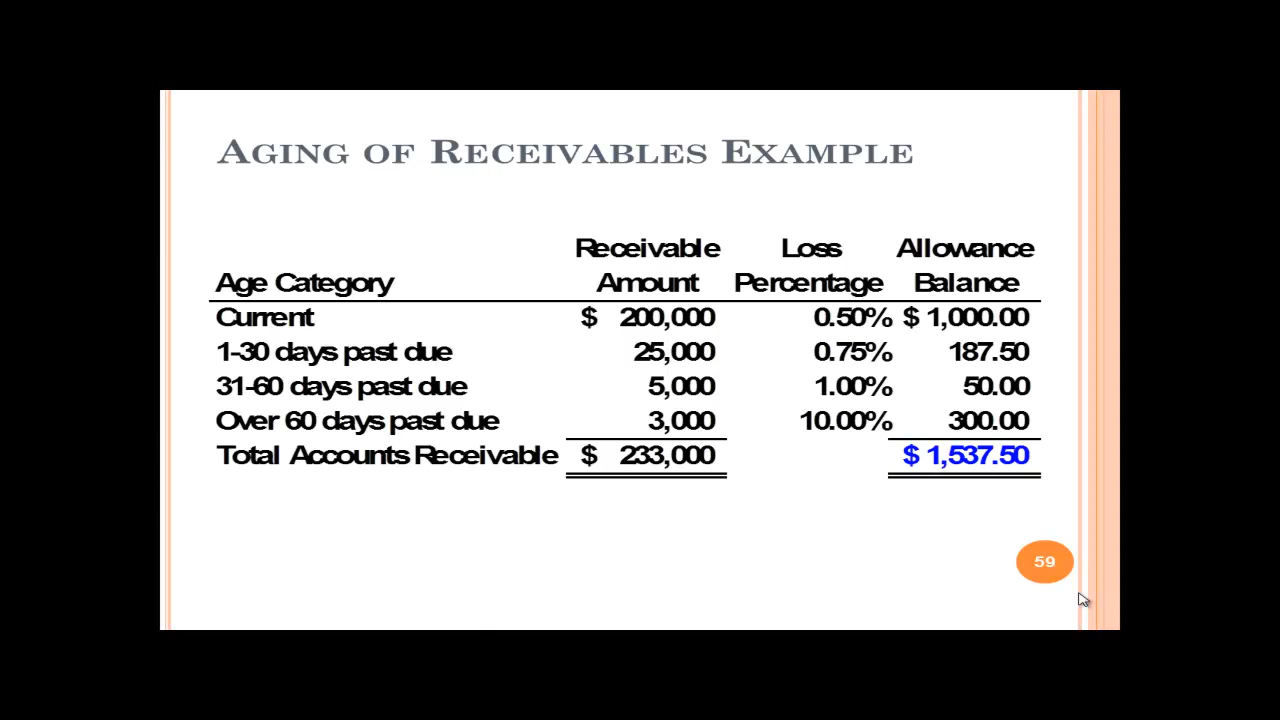 AGING OF RECEIVABLES EXAMPLE
Receivable Loss Allowance
Age Category Amount Percentage Balance
Current $ 200,000 0.50% $ 1,000.00
1-30 days past due 25,000 0.75% 187.50
31-60 days past due 5,000 1.00% 50.00
Over 60 days past due 3,000 10.00% 300.00
Total Accounts Receivable $ 233,000 $ 1,537.50
59